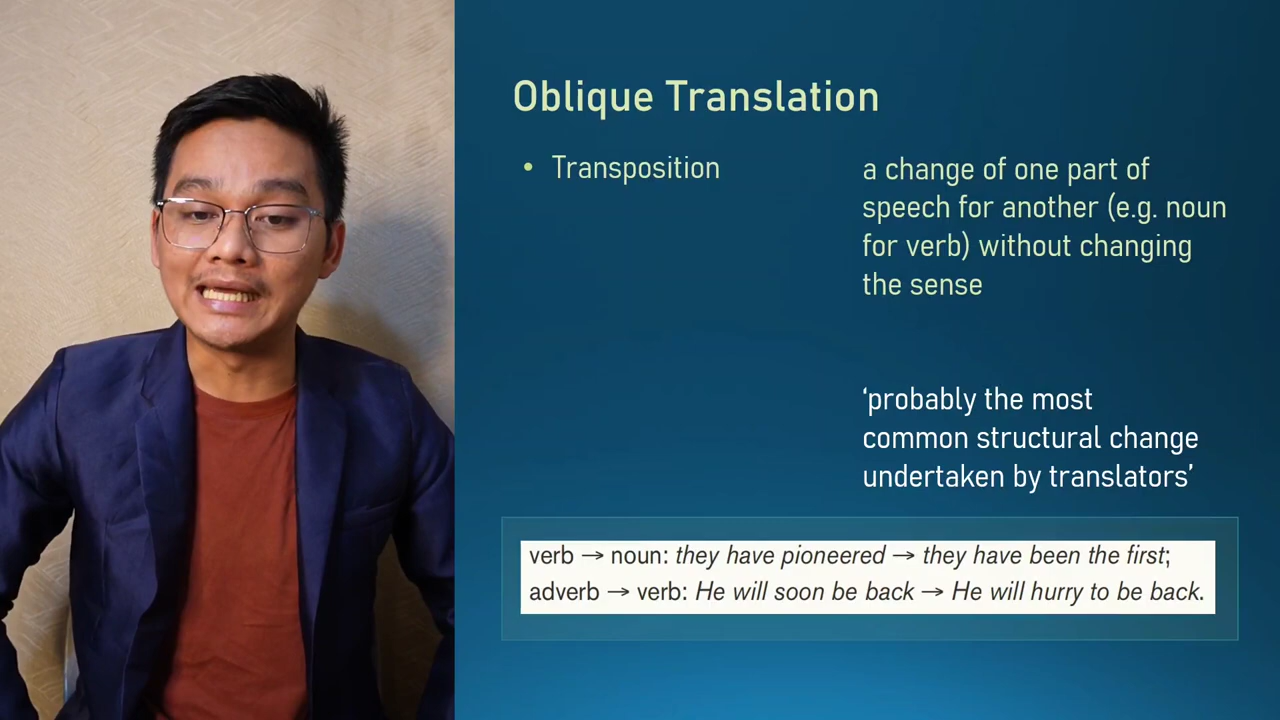 Oblique Translation
• Transposition
a change of one part of
speech for another (e.g. noun
for verb) without changing
the sense
‘probably the most
common structural change
undertaken by translators’
verb → noun: they have pioneered → they have been the first;
adverb → verb: He will soon be back → He will hurry to be back.